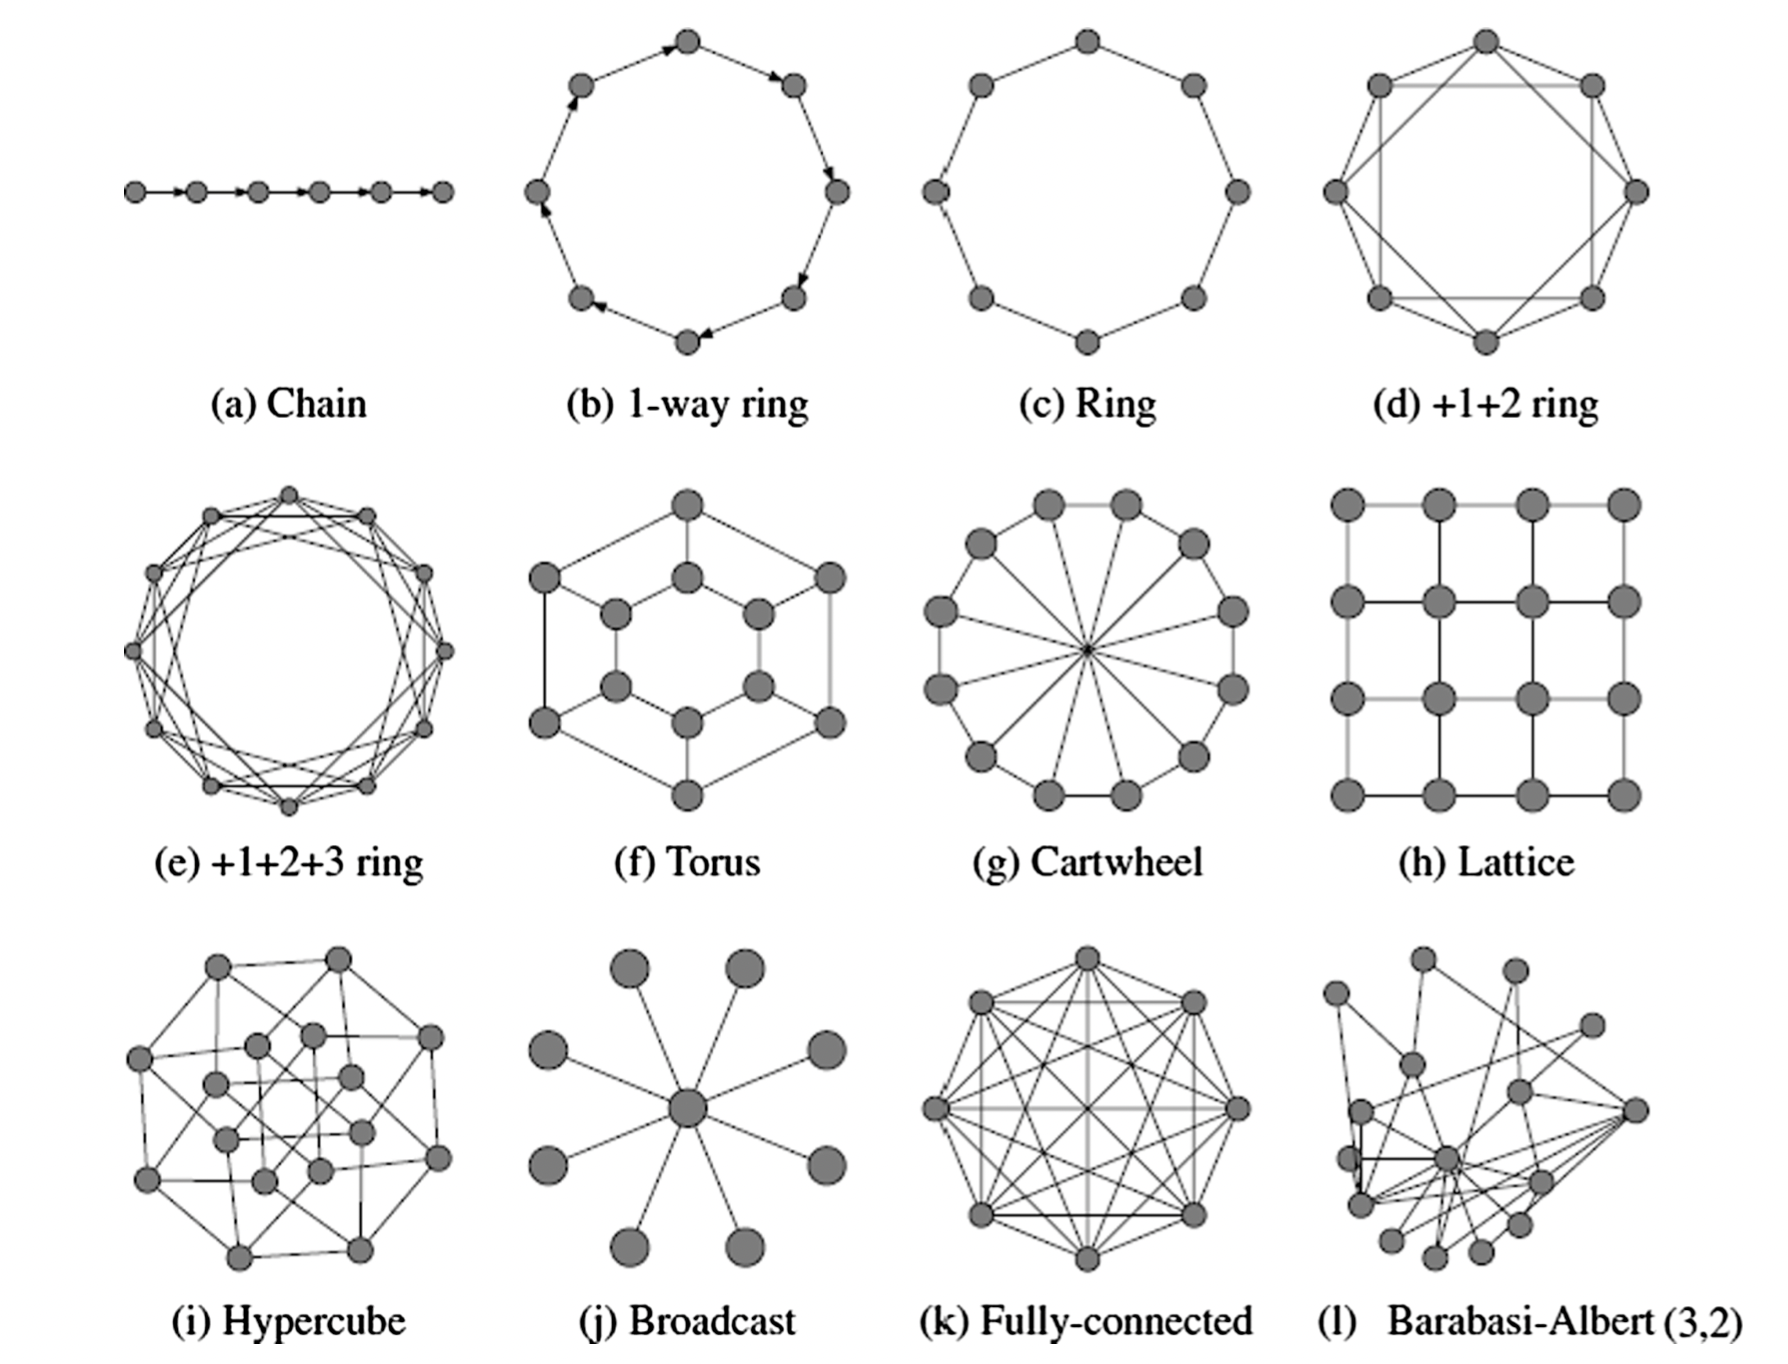 (a) Chain
(b) 1-way ring
(c) Ring
(d) +1+2 ring
(e) +1+2+3 ring
(f) Torus
(g) Cartwheel
(h) Lattice
(i) Hypercube
(j) Broadcast
(k) Fully-connected
(l) Barabasi-Albert (3,2)